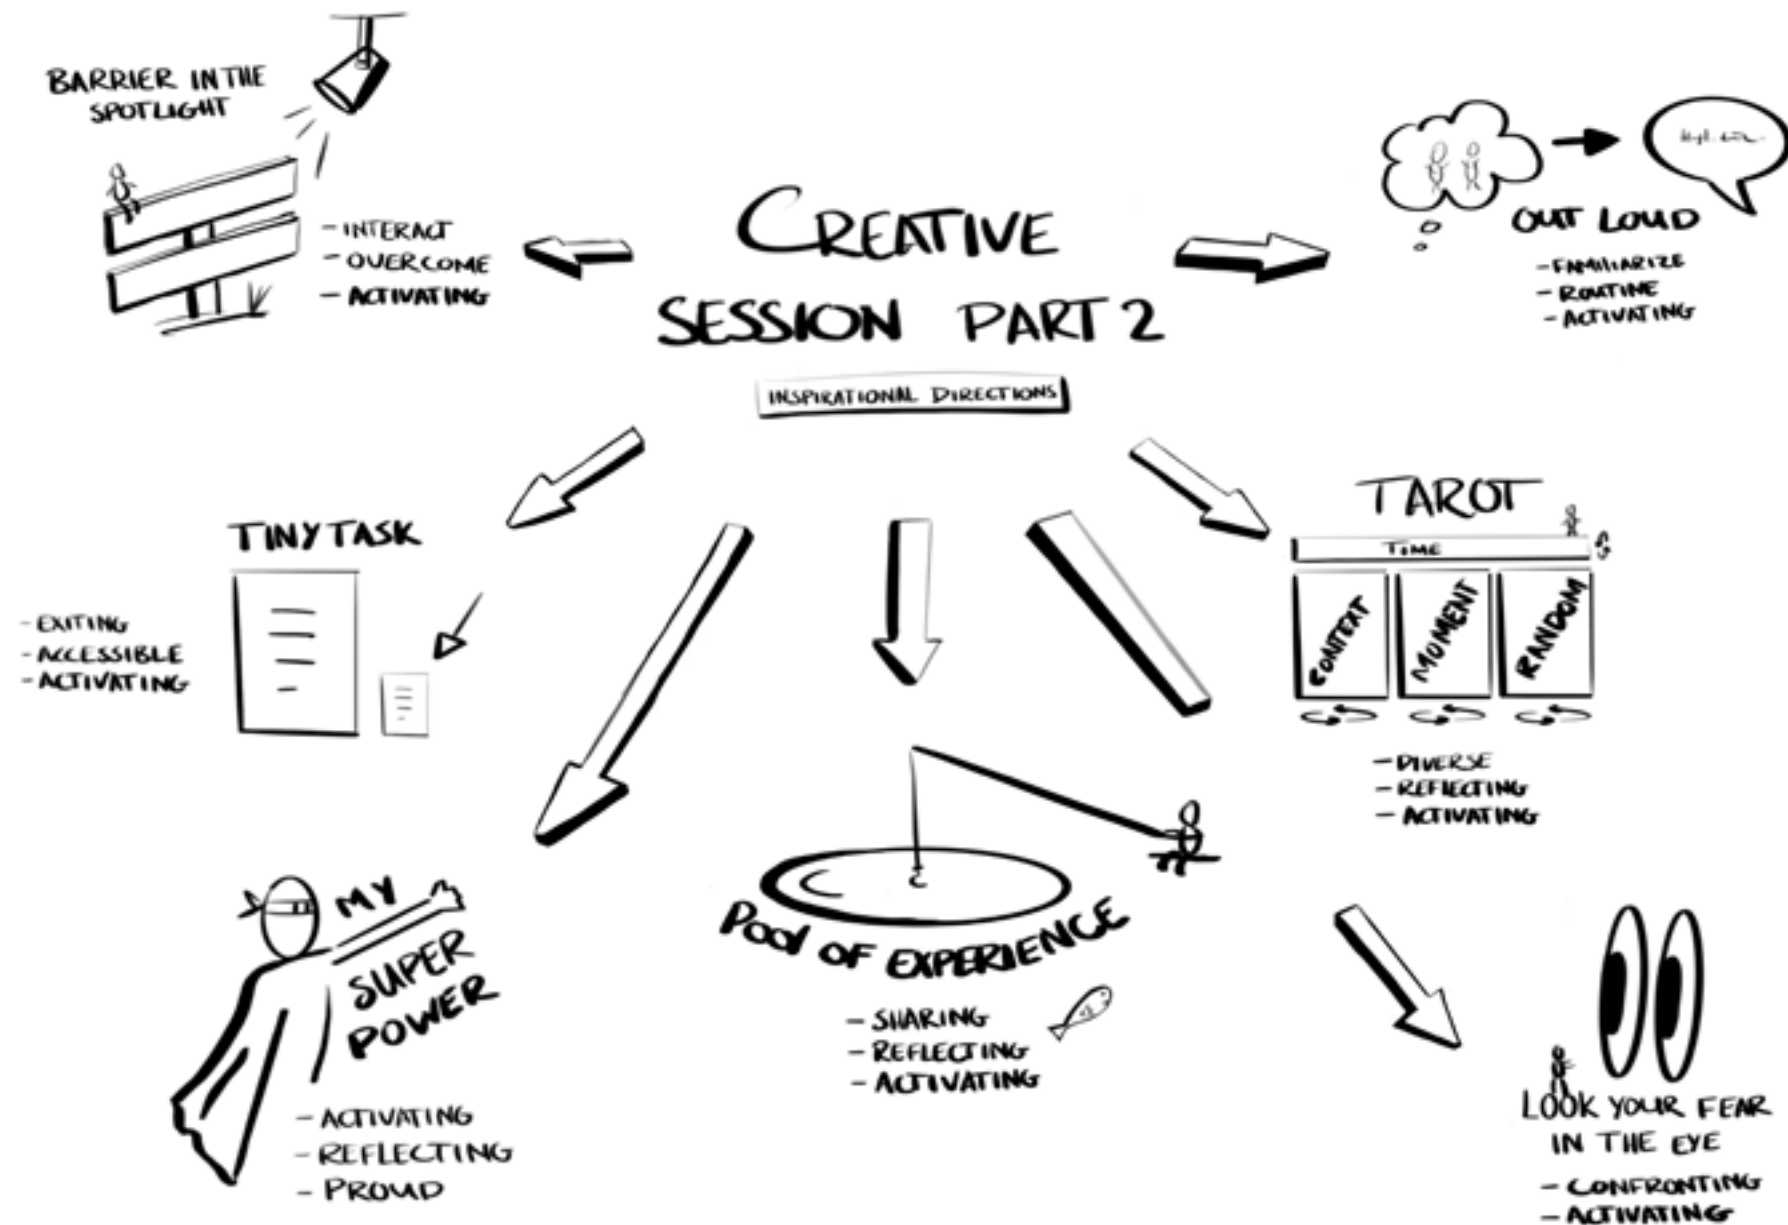 CREATIVE
SESSION PART 2
INSPIRATIONAL DIRECTIONS
BARRIER IN THE
SPOTLIGHT
- INTERACT
- OVERCOME
- ACTIVATING
OUT LOUD
- FAMILIARIZE
- ROUTINE
- ACTIVATING
TINY TASK
- EXITING
- ACCESSIBLE
- ACTIVATING
TAROT
TIME
CONTEXT
MOMENT
RANDOM
- DIVERSE
- REFLECTING
- ACTIVATING
MY
SUPER
POWER
- ACTIVATING
- REFLECTING
- PROUD
POOL OF EXPERIENCE
- SHARING
- REFLECTING
- ACTIVATING
LOOK YOUR FEAR
IN THE EYE
- CONFRONTING
- ACTIVATING